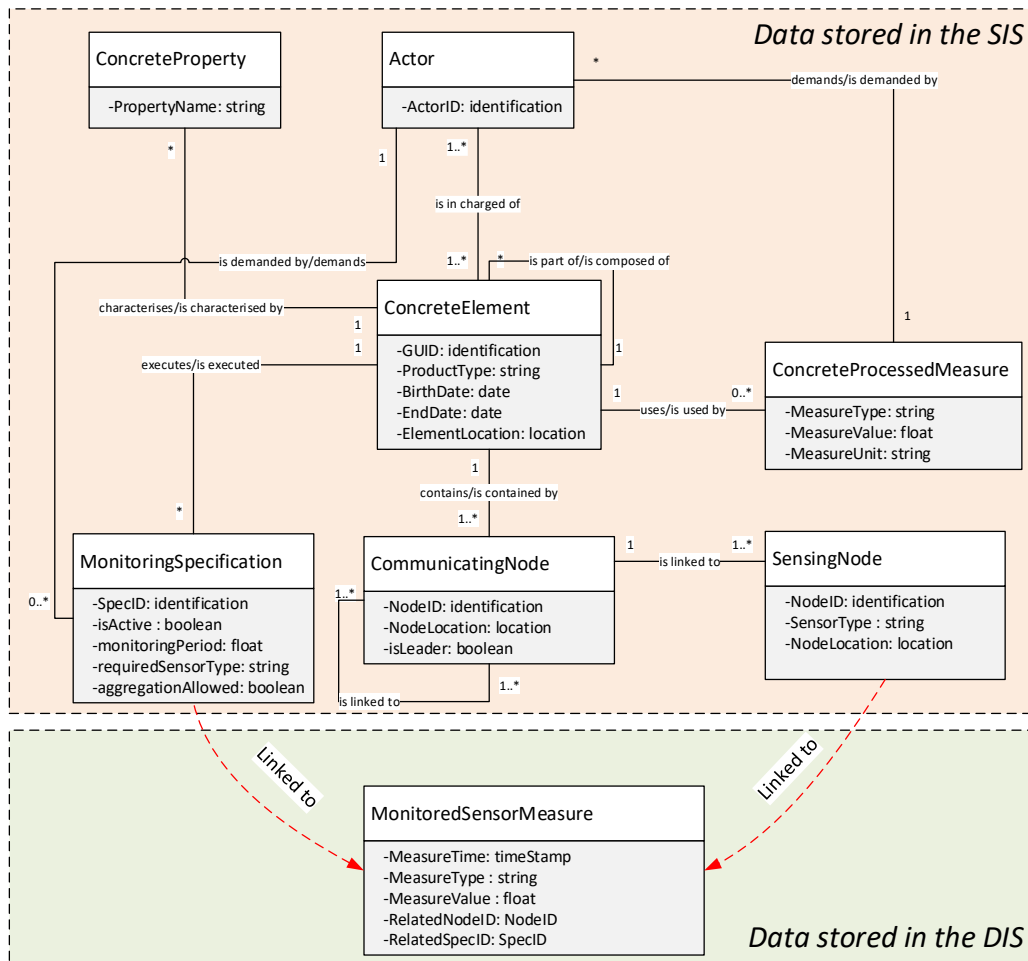 Data stored in the SIS
ConcreteProperty
-PropertyName: string
Actor
-ActorID: identification
*
demands/is demanded by
*
1
1..*
is in charged of
is demanded by/demands
1..*
*
is part of/is composed of
characterises/is characterised by
1
ConcreteElement
-GUID: identification
-ProductType: string
-BirthDate: date
-EndDate: date
-ElementLocation: location
1
1
executes/is executed
1
1
uses/is used by
0..*
ConcreteProcessedMeasure
-MeasureType: string
-MeasureValue: float
-MeasureUnit: string
1
contains/is contained by
1..*
*
MonitoringSpecification
-SpecID: identification
-isActive : boolean
-monitoringPeriod: float
-requiredSensorType: string
-aggregationAllowed: boolean
0..*
CommunicatingNode
-NodeID: identification
-NodeLocation: location
-isLeader: boolean
1..*
1..*
is linked to
1
is linked to
1..*
SensingNode
-NodeID: identification
-SensorType : string
-NodeLocation: location
Linked to
Linked to
MonitoredSensorMeasure
-MeasureTime: timeStamp
-MeasureType : string
-MeasureValue : float
-RelatedNodeID: NodeID
-RelatedSpecID: SpecID
Data stored in the DIS